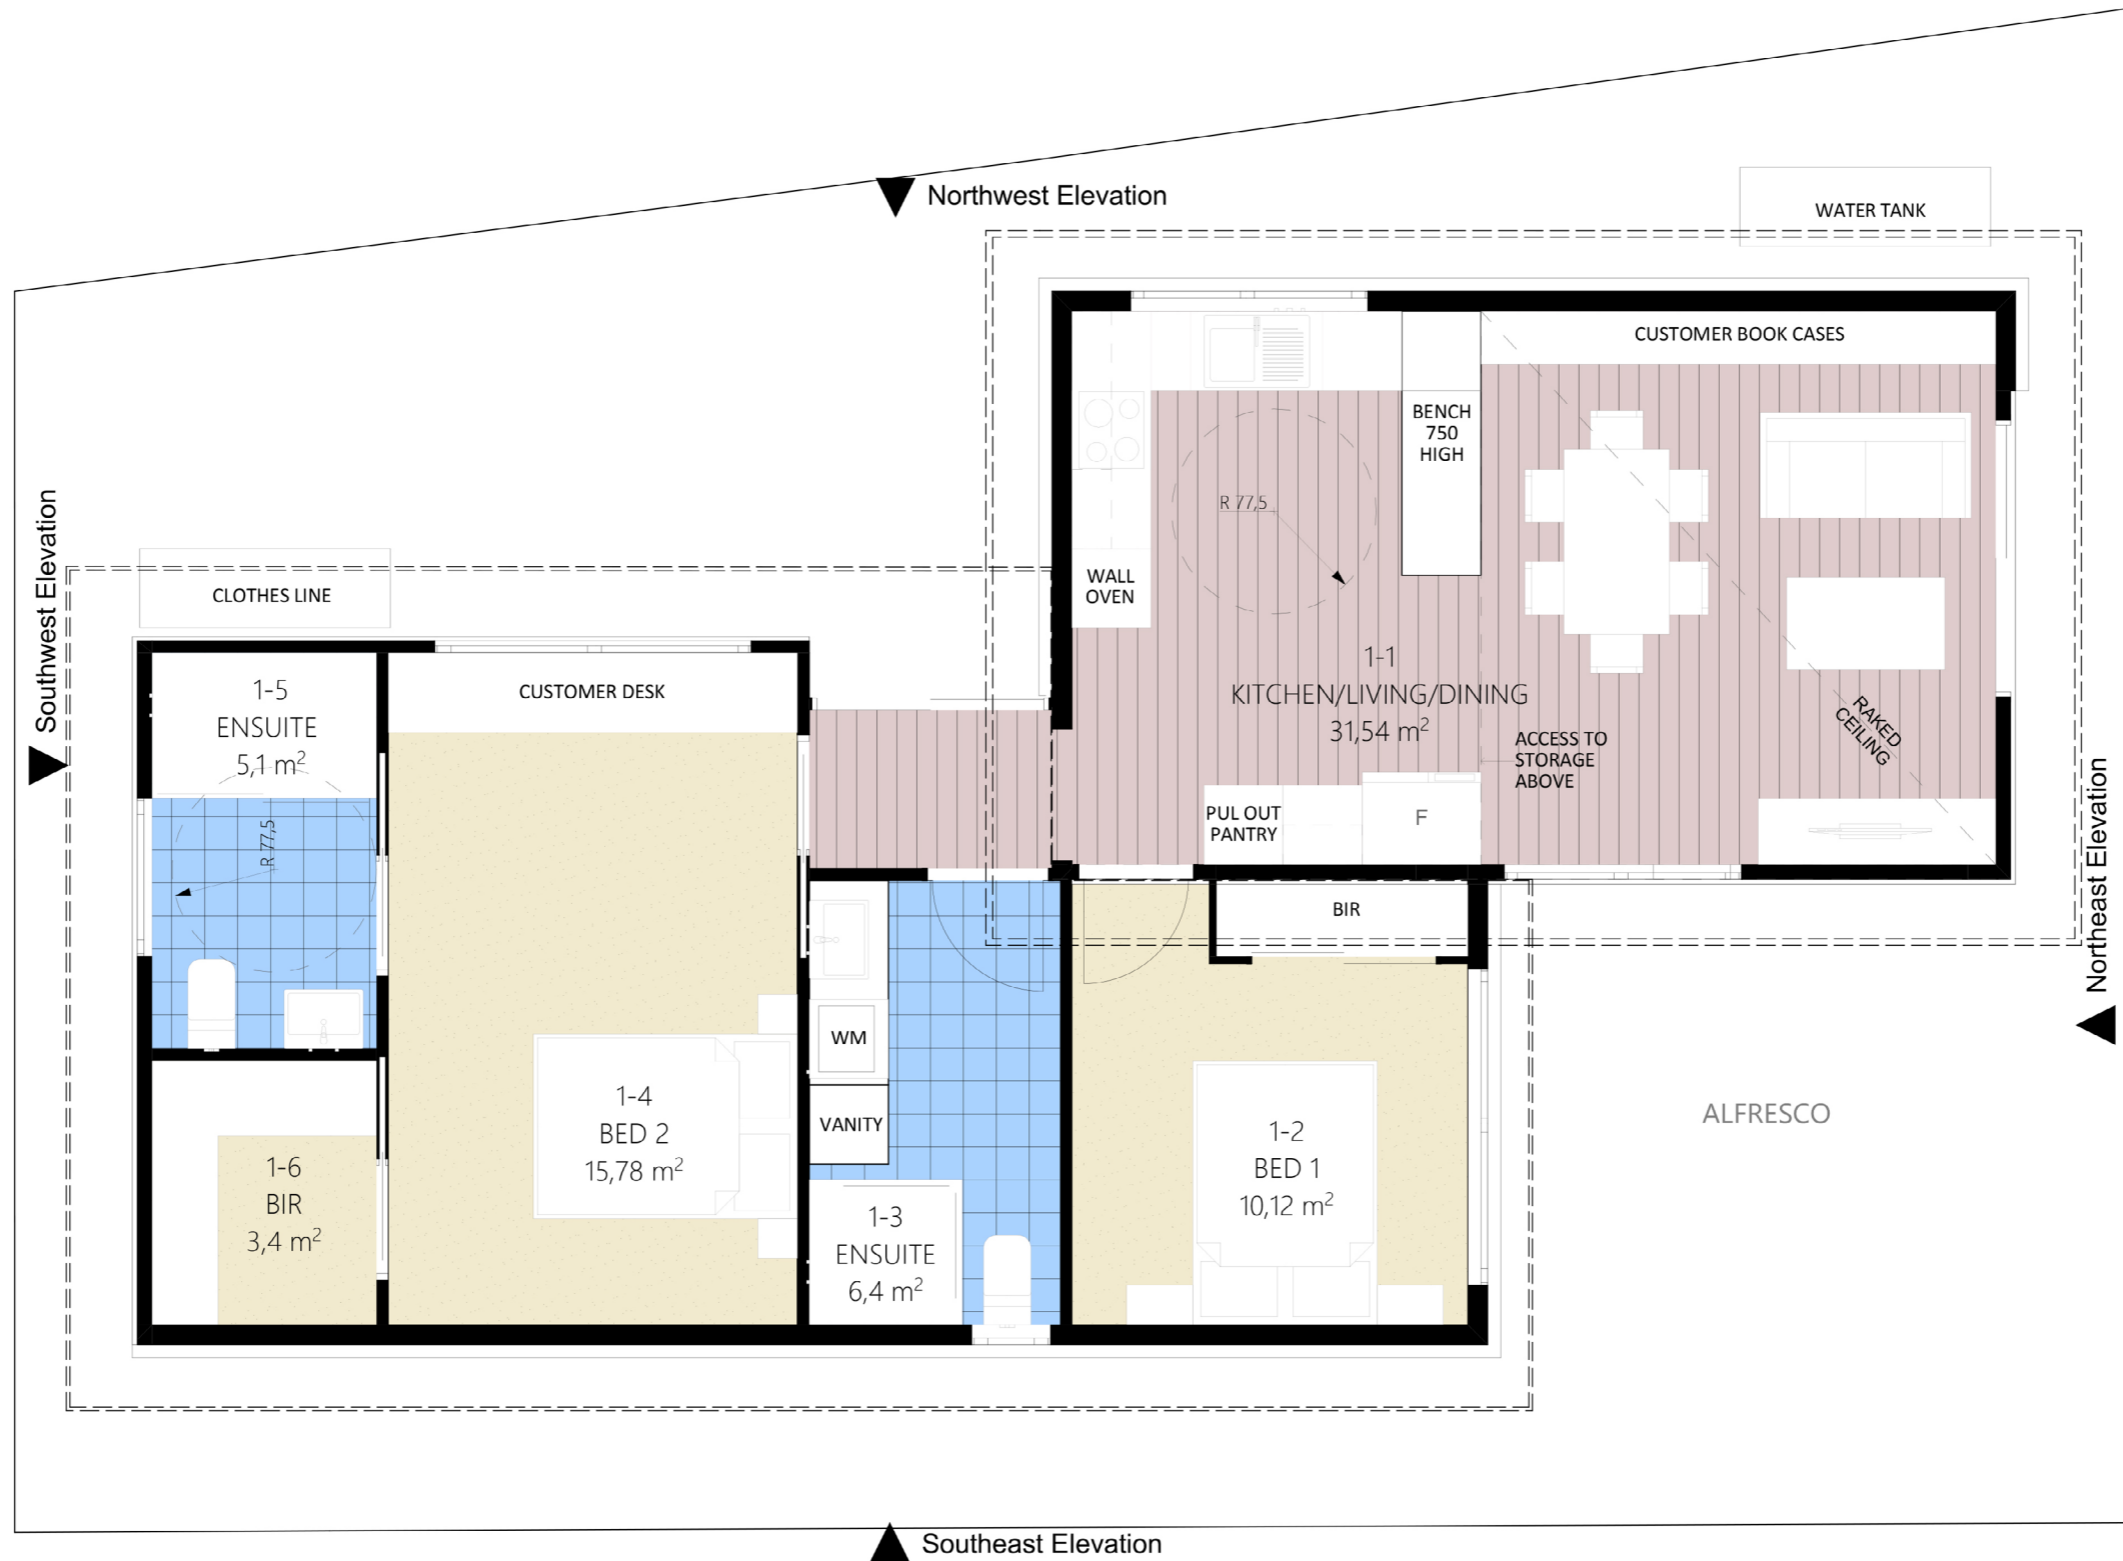 Northwest Elevation
WATER TANK
CUSTOMER BOOK CASES
BENCH
750
HIGH
R 77,5
WALL
OVEN
1-1
KITCHEN/LIVING/DINING
31,54 m²
ACCESS TO
STORAGE
ABOVE
RAKED
CEILING
PUL OUT
PANTRY
F
Southwest Elevation
CLOTHES LINE
1-5
ENSUITE
5,1 m²
R 77,5
CUSTOMER DESK
BIR
WM
VANITY
1-4
BED 2
15,78 m²
1-6
BIR
3,4 m²
1-3
ENSUITE
6,4 m²
1-2
BED 1
10,12 m²
ALFRESCO
Northeast Elevation
Southeast Elevation